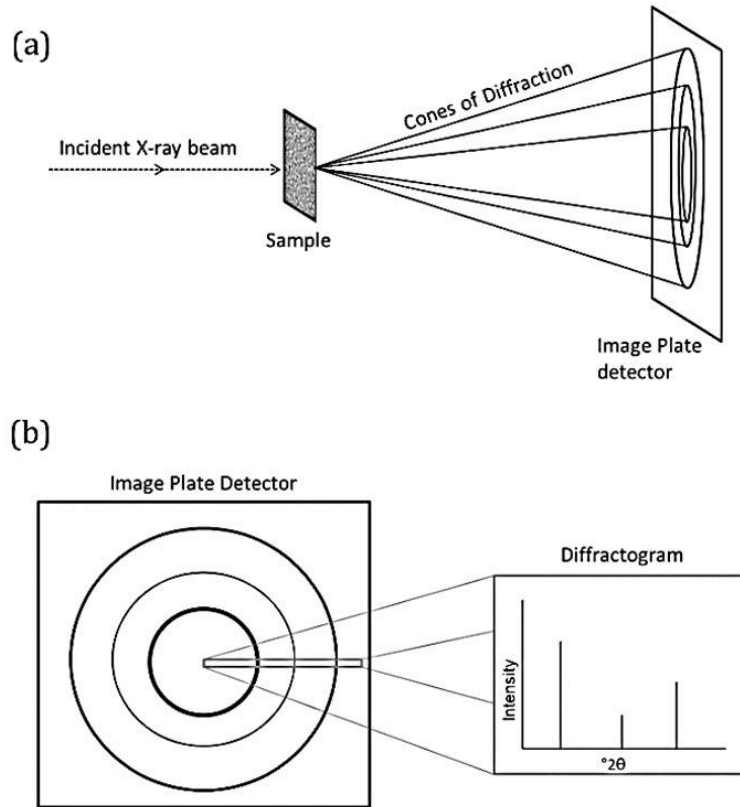 (a)
Cones of Diffraction
Incident X-ray beam
Sample
Image Plate
detector
(b)
Image Plate Detector
Diffractogram
Intensity
°2θ